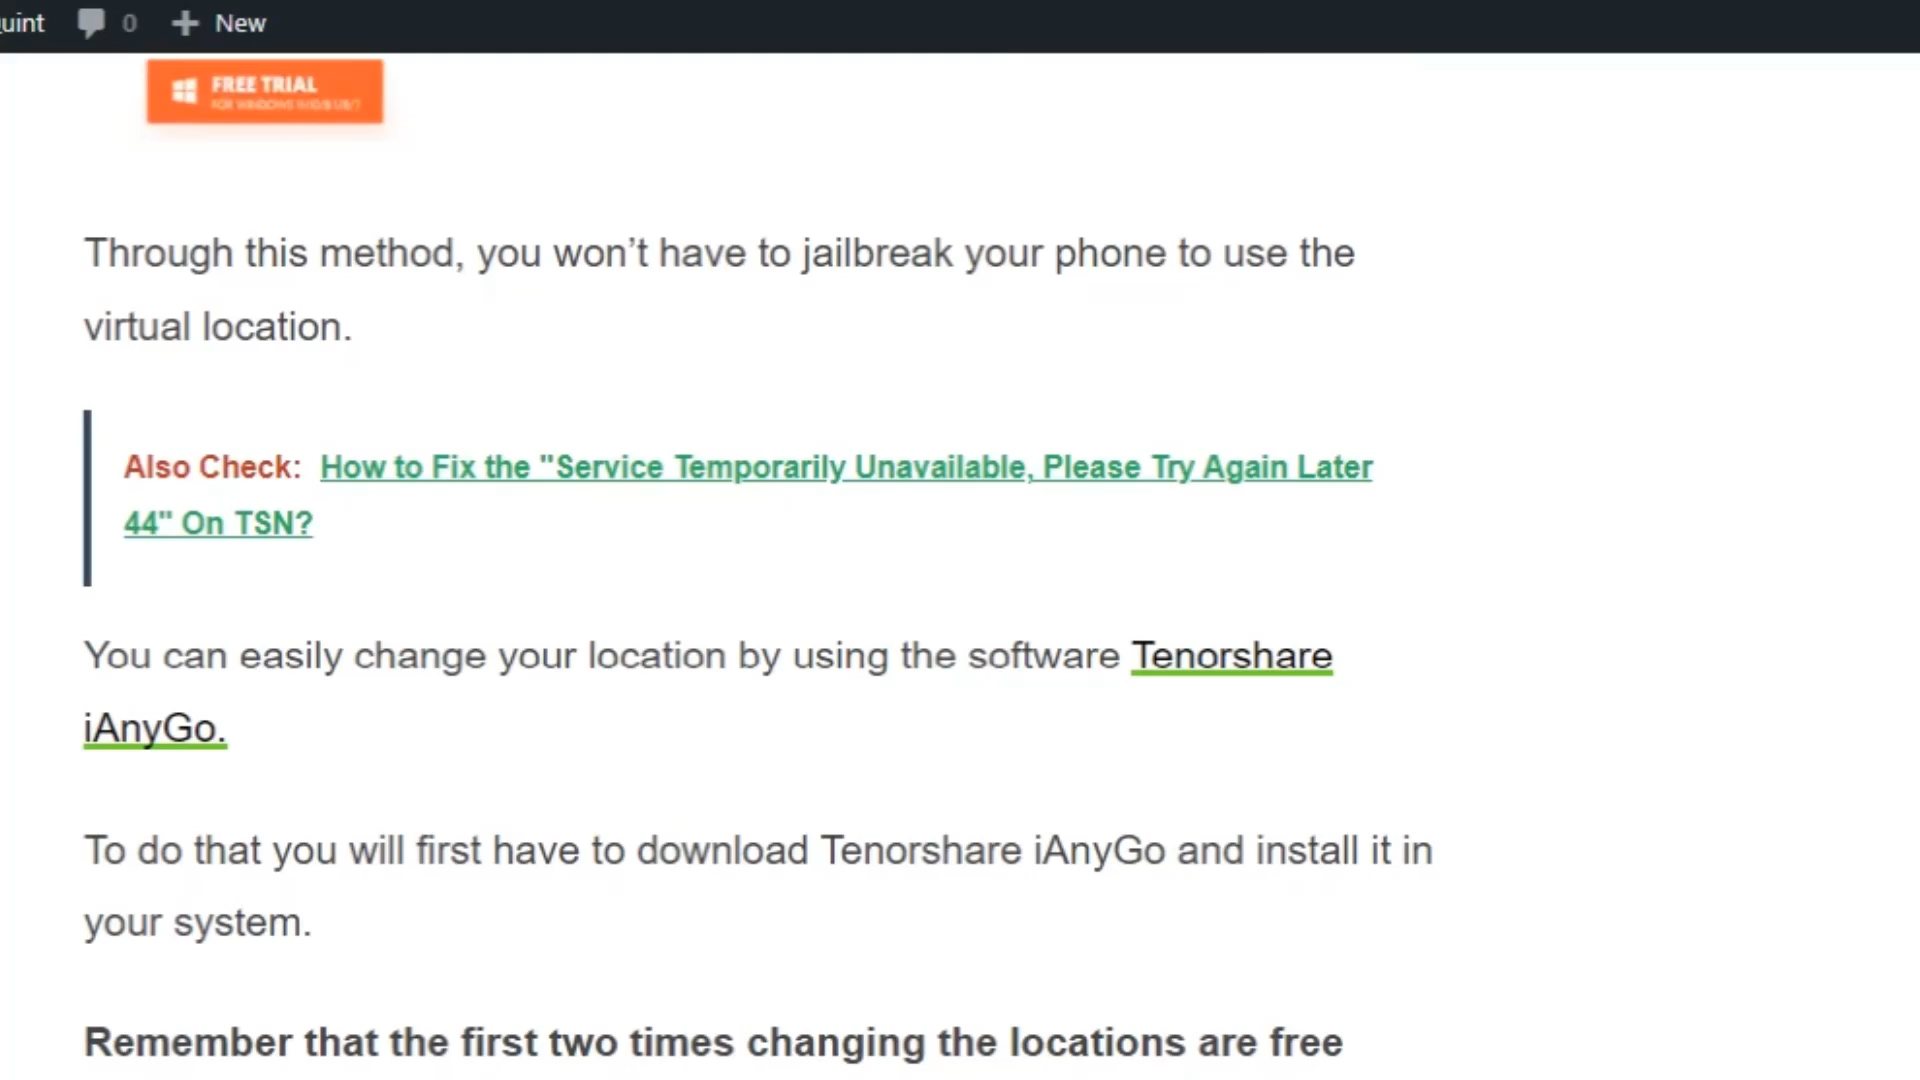 0 New
FREE TRIAL
Through this method, you won’t have to jailbreak your phone to use the
virtual location.
Also Check: How to Fix the "Service Temporarily Unavailable, Please Try Again Later
44" On TSN?
You can easily change your location by using the software Tenorshare
iAnyGo.
To do that you will first have to download Tenorshare iAnyGo and install it in
your system.
Remember that the first two times changing the locations are free